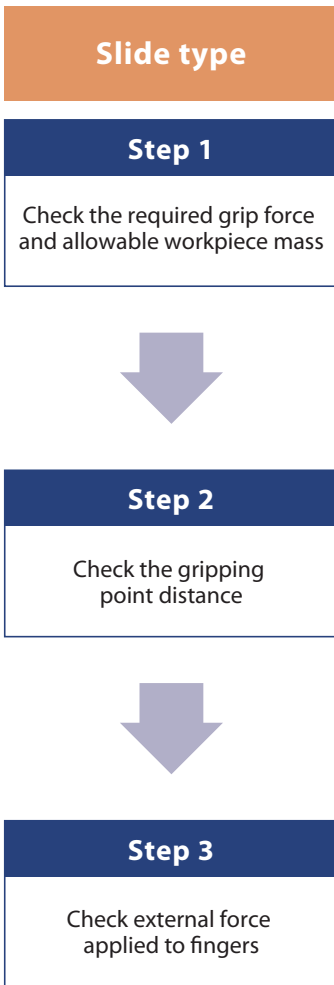 Slide type
Step 1
Check the required grip force
and allowable workpiece mass
Step 2
Check the gripping
point distance
Step 3
Check external force
applied to fingers